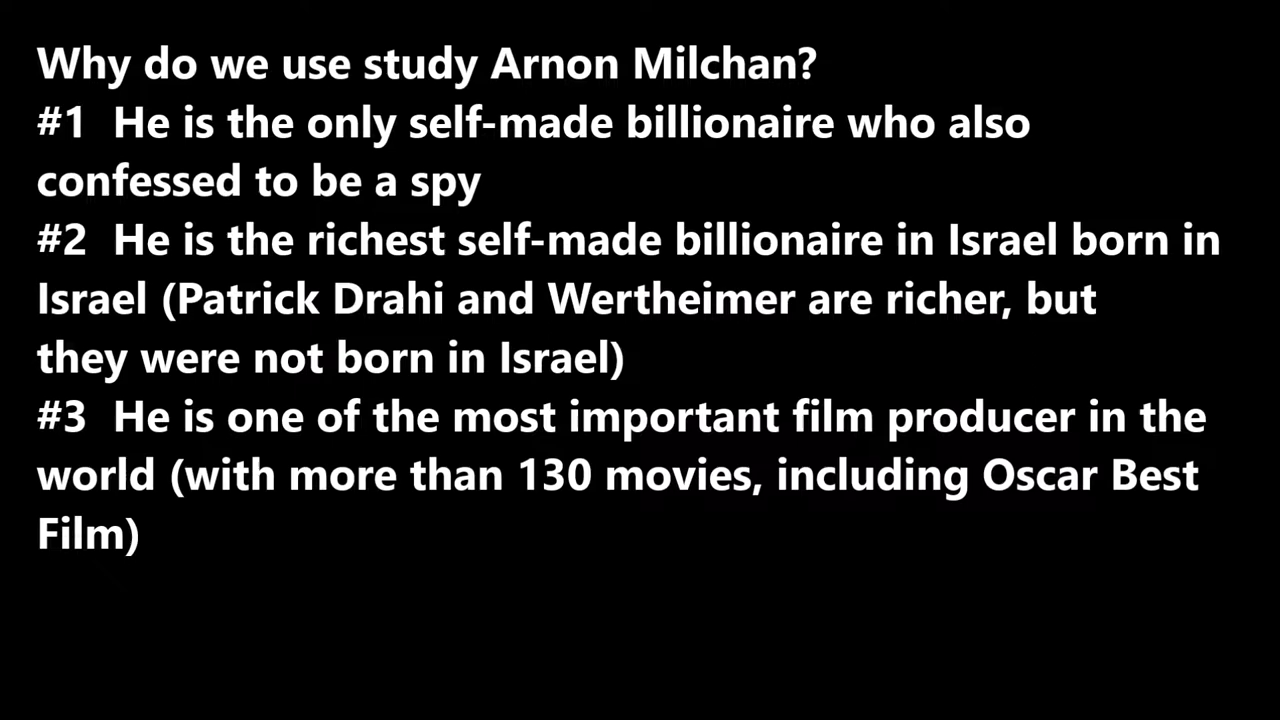 Why do we use study Arnon Milchan?
#1  He is the only self-made billionaire who also
confessed to be a spy
#2  He is the richest self-made billionaire in Israel born in
Israel (Patrick Drahi and Wertheimer are richer, but
they were not born in Israel)
#3  He is one of the most important film producer in the
world (with more than 130 movies, including Oscar Best
Film)